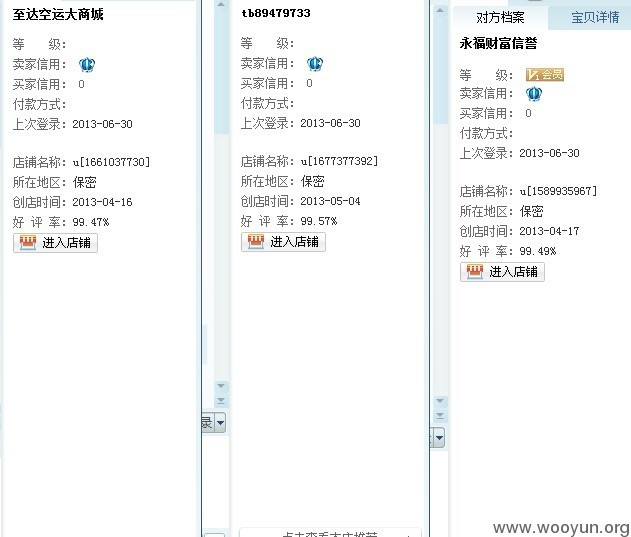 至达空运大商城
等 级:
卖家信用:
买家信用: 0
付款方式:
上次登录: 2013-06-30
店铺名称: u[1661037730]
所在地区: 保密
创店时间: 2013-04-16
好 评 率: 99.47%
进入店铺
tb89479733
等 级:
卖家信用:
买家信用: 0
付款方式:
上次登录: 2013-06-30
店铺名称: u[1677377392]
所在地区: 保密
创店时间: 2013-05-04
好 评 率: 99.57%
进入店铺
对方档案 宝贝详情
永福财富信誉
等 级: V1会员
卖家信用:
买家信用: 0
付款方式:
上次登录: 2013-06-30
店铺名称: u[1589935967]
所在地区: 保密
创店时间: 2013-04-17
好 评 率: 99.49%
进入店铺
录
www.wooyun.org